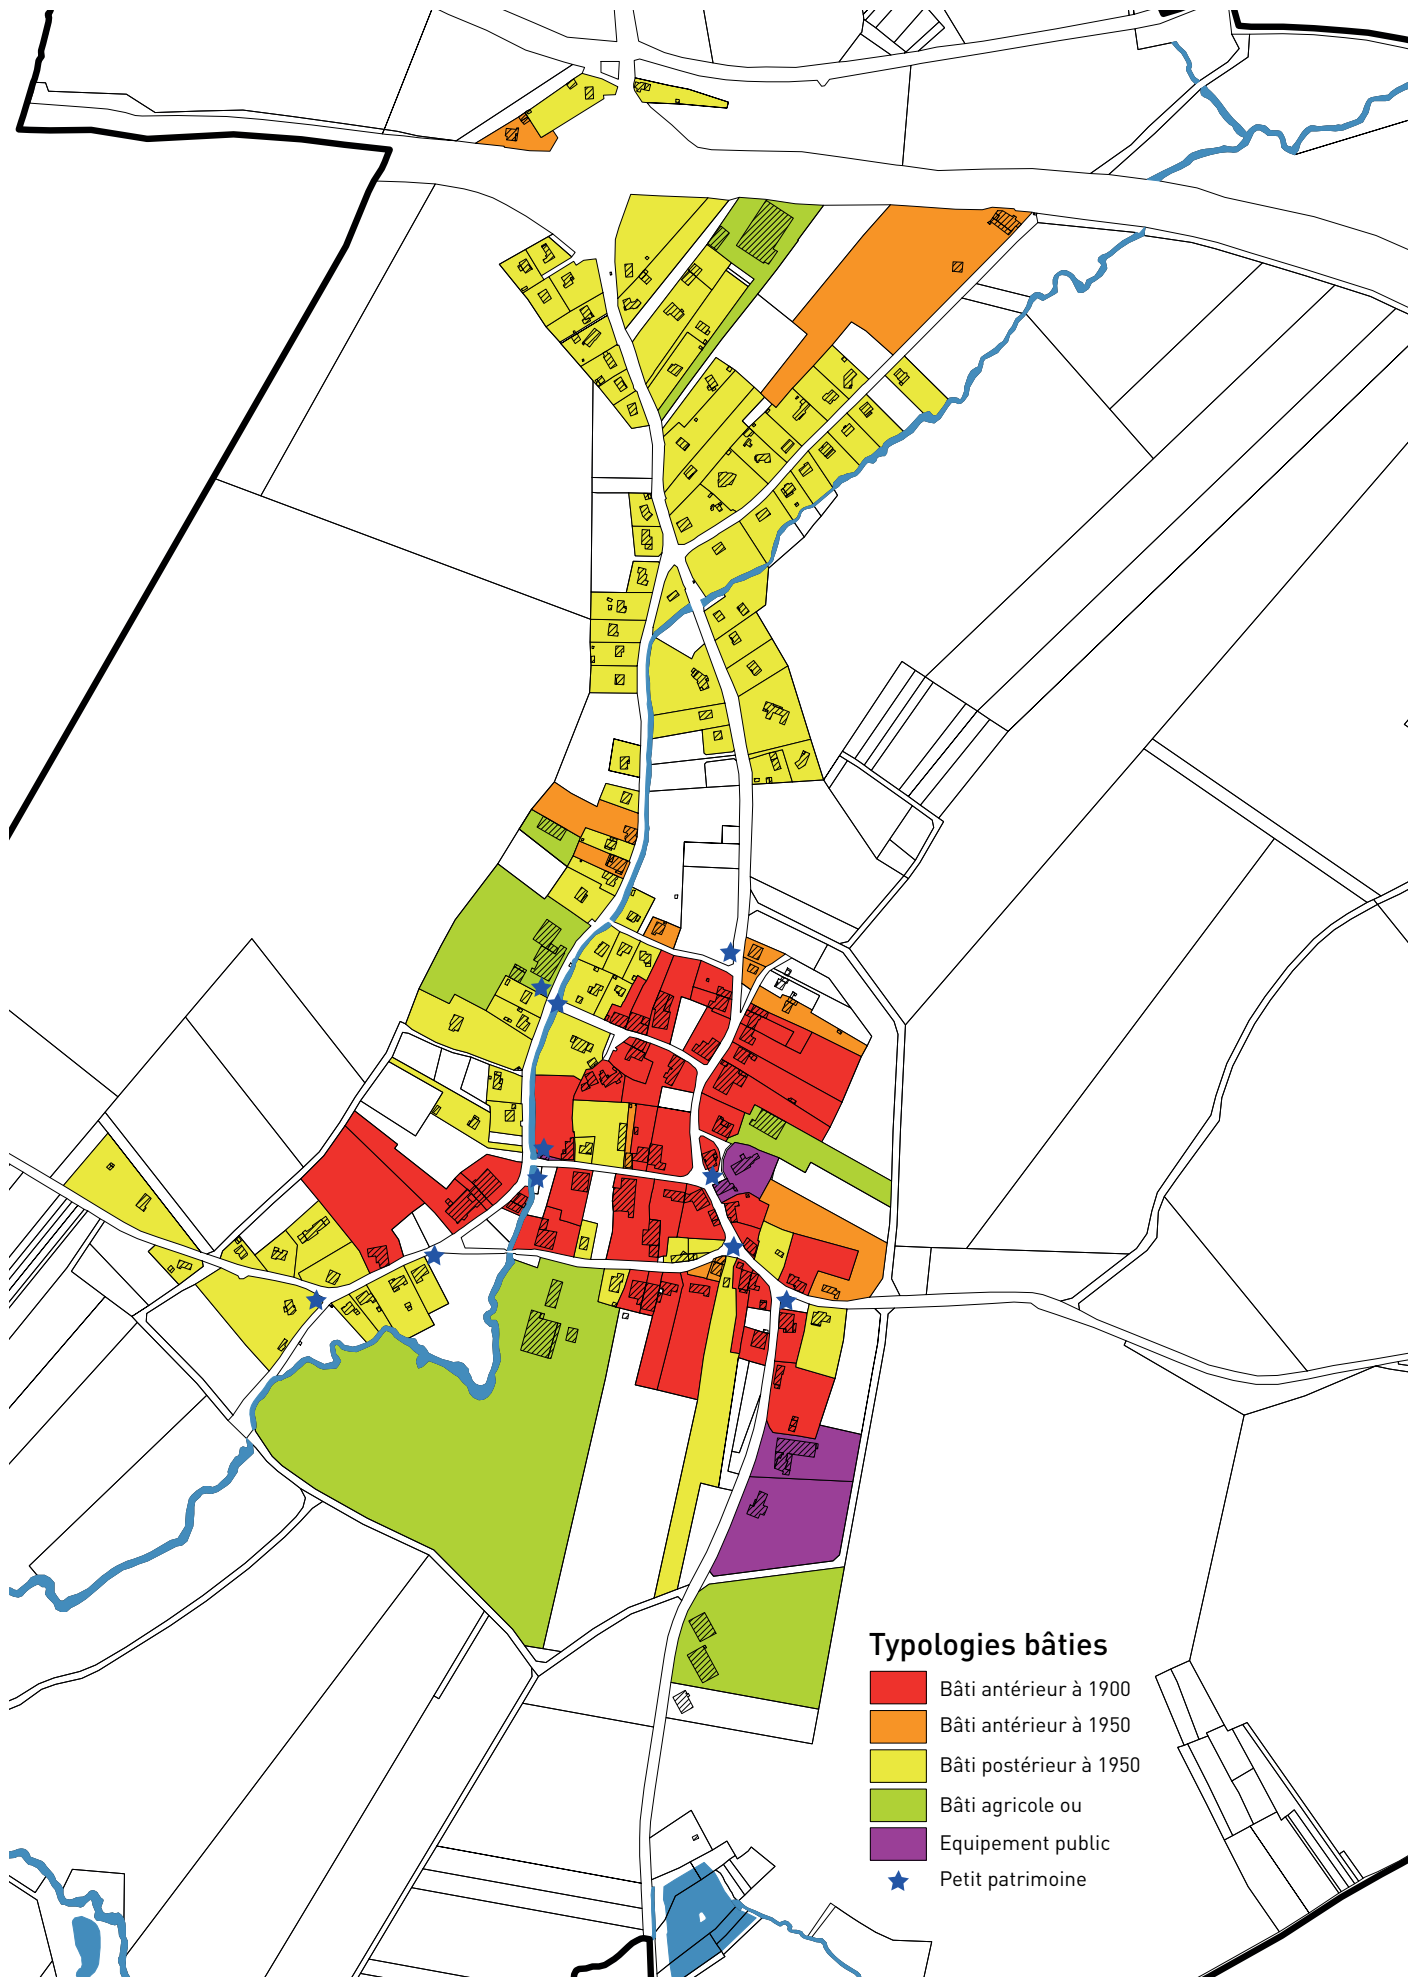 Typologies bâties
Bâti antérieur à 1900
Bâti antérieur à 1950
Bâti postérieur à 1950
Bâti agricole ou
Equipement public
Petit patrimoine